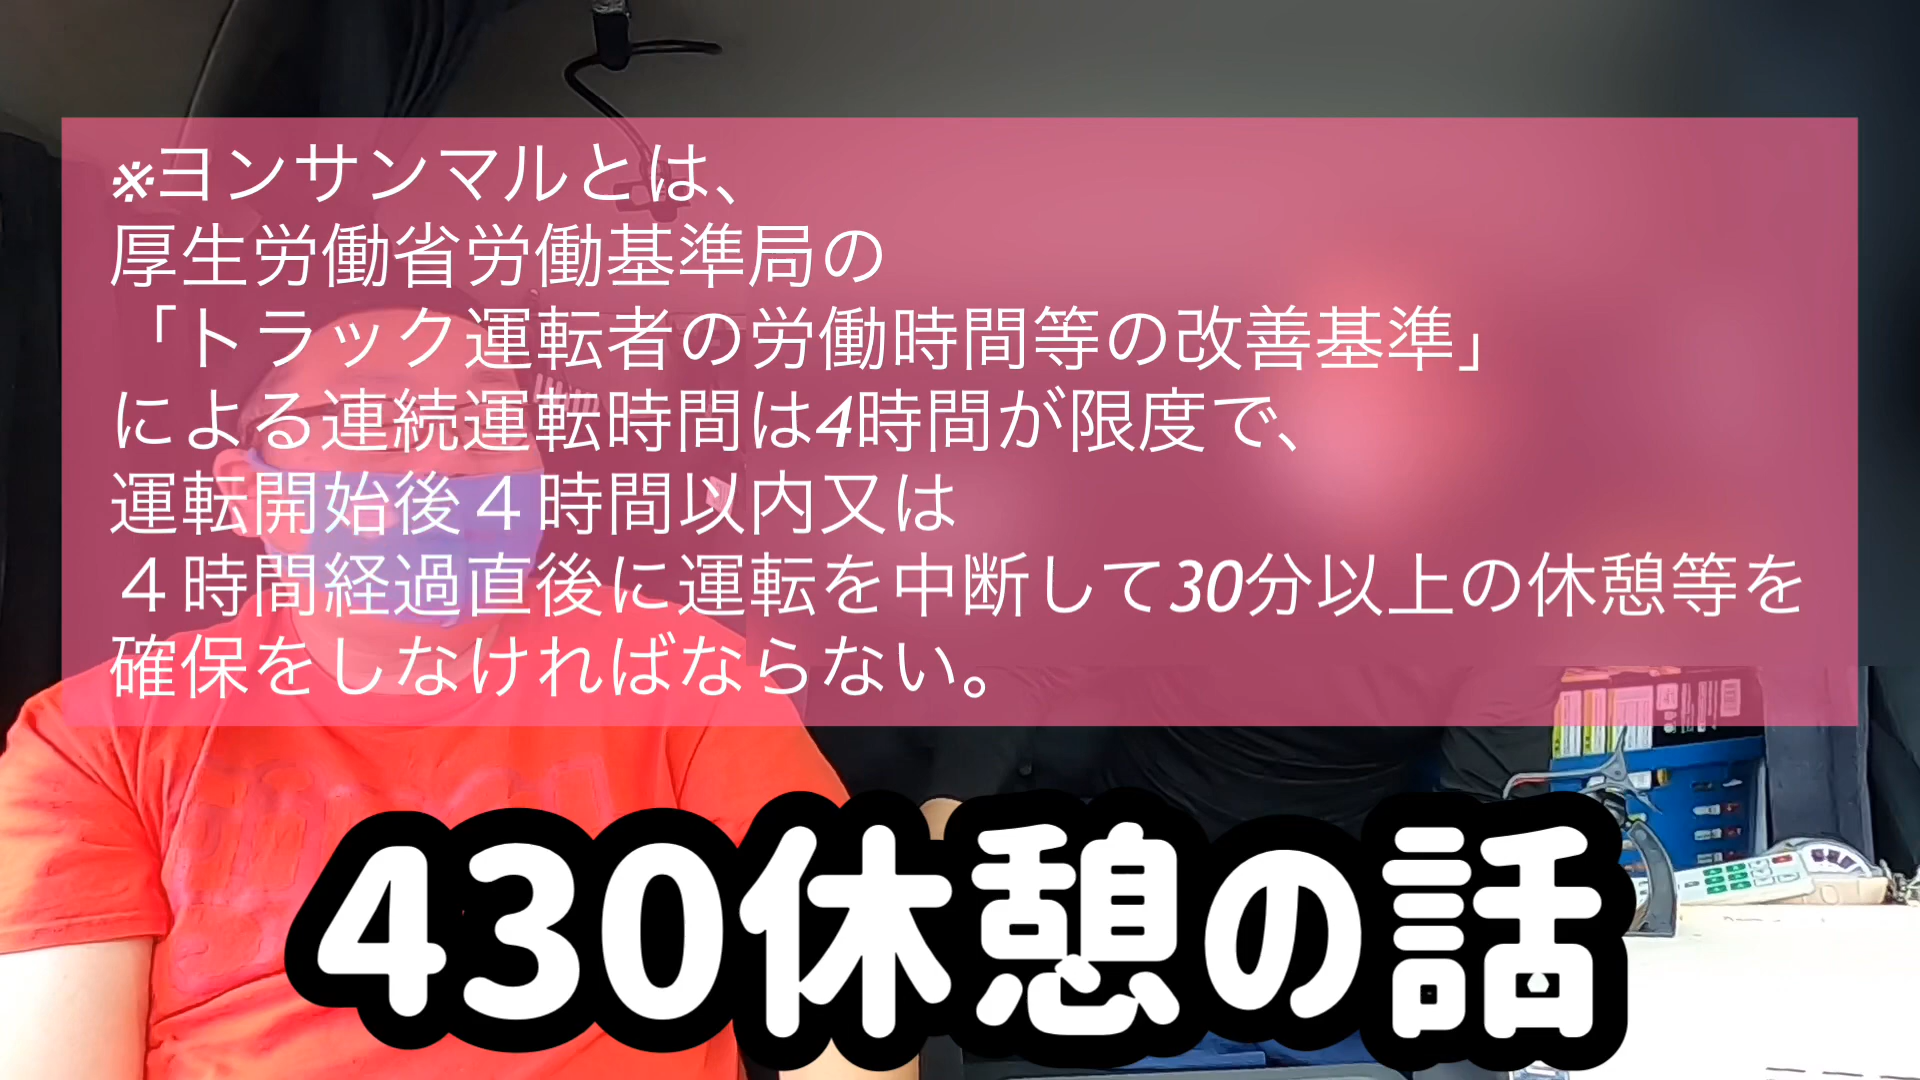 ※ヨンサンマルとは、
厚生労働省労働基準局の
「トラック運転者の労働時間等の改善基準」
による連続運転時間は4時間が限度で、
運転開始後４時間以内又は
４時間経過直後に運転を中断して30分以上の休憩等を
確保をしなければならない。
430休憩の話